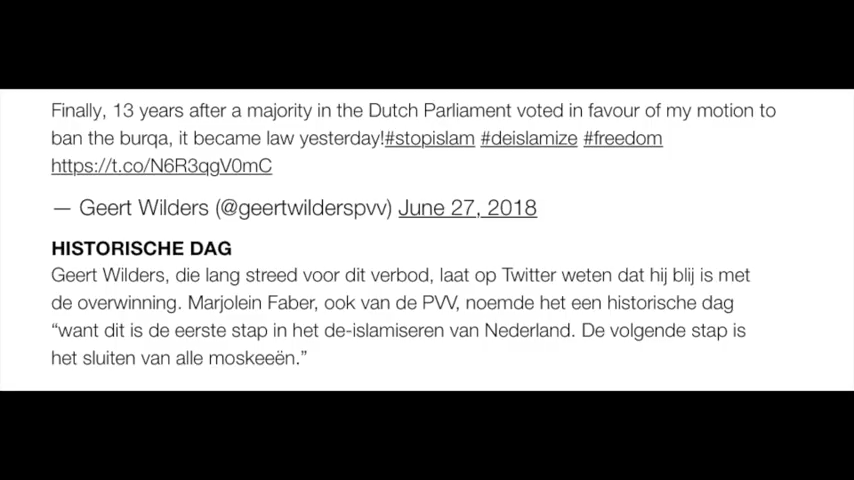 Finally, 13 years after a majority in the Dutch Parliament voted in favour of my motion to
ban the burqa, it became law yesterday!#stopislam #deislamize #freedom
https://t.co/N6R3qgV0mC
— Geert Wilders (@geertwilderspvv) June 27, 2018
HISTORISCHE DAG
Geert Wilders, die lang streed voor dit verbod, laat op Twitter weten dat hij blij is met
de overwinning. Marjolein Faber, ook van de PVV, noemde het een historische dag
“want dit is de eerste stap in het de-islamiseren van Nederland. De volgende stap is
het sluiten van alle moskeeën.”